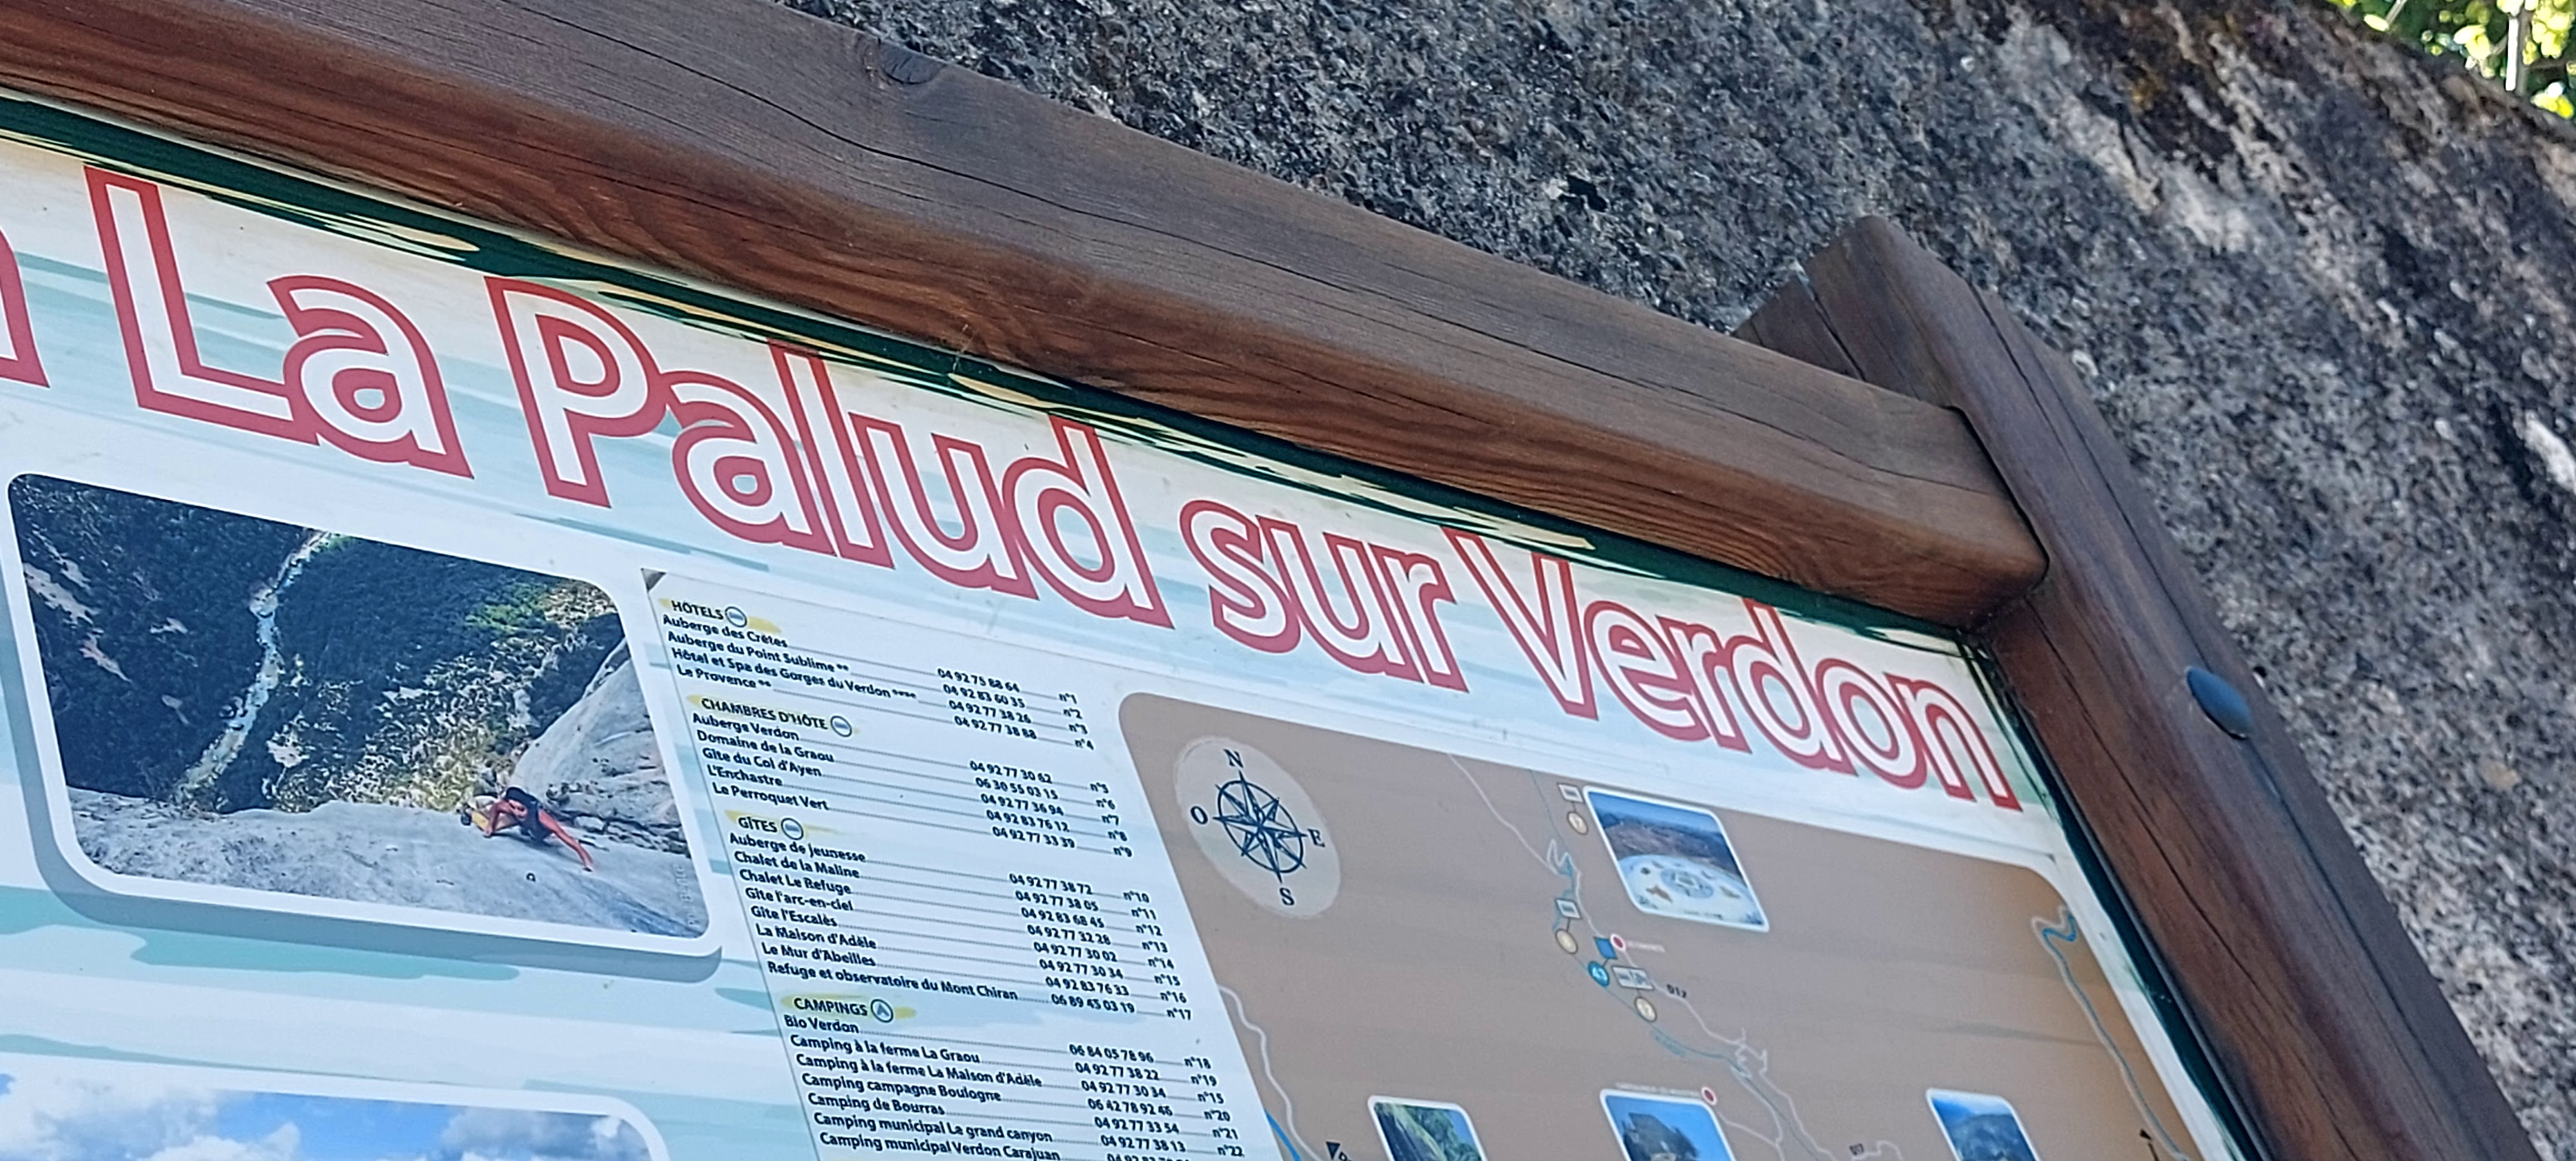 La Palud sur Verdon
HÔTELS
Auberge des Crêtes 04 92 75 88 64 n°1
Auberge du Point Sublime ** 04 92 83 60 35 n°2
Hôtel et Spa des Gorges du Verdon **** 04 92 77 38 26 n°3
Le Provence ** 04 92 77 38 88 n°4
CHAMBRES D'HÔTE
Auberge Verdon 04 92 77 30 62 n°5
Domaine de la Graou 06 30 55 03 15 n°6
Gîte du Col d'Ayen 04 92 77 36 94 n°7
L'Enchastre 04 92 83 76 12 n°8
Le Perroquet Vert 04 92 77 33 39 n°9
GÎTES
Auberge de jeunesse 04 92 77 38 72 n°10
Chalet de la Maline 04 92 77 38 05 n°11
Chalet Le Refuge 04 92 83 68 45 n°12
Gîte l'arc-en-ciel 04 92 77 32 28 n°13
Gîte l'Escalès 04 92 77 30 02 n°14
La Maison d'Adèle 04 92 77 30 34 n°15
Le Mur d'Abeilles 04 92 83 76 33 n°16
Refuge et observatoire du Mont Chiran 06 89 45 03 19 n°17
CAMPINGS
Bio Verdon 06 84 05 78 96 n°18
Camping à la ferme La Graou 04 92 77 38 22 n°19
Camping à la ferme La Maison d'Adèle 04 92 77 30 34 n°15
Camping campagne Boulogne 06 42 78 92 46 n°20
Camping de Bourras 04 92 77 33 54 n°21
Camping municipal La grand canyon 04 92 77 38 13 n°22
Camping municipal Verdon Carajuan
N
O
E
S
43
D17